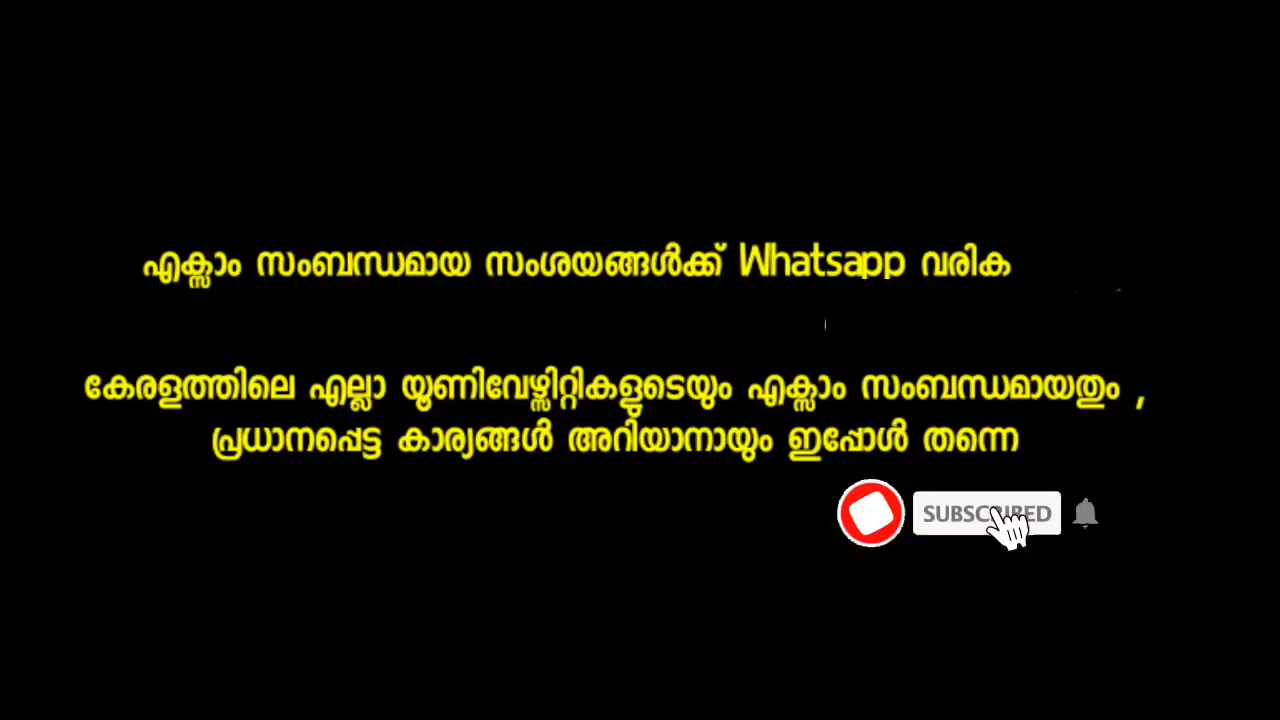 എക്സാം സംബന്ധമായ സംശയങ്ങൾക്ക് Whatsapp വരിക
കേരളത്തിലെ എല്ലാ യൂണിവേഴ്സിറ്റികളുടെയും എക്സാം സംബന്ധമായതും ,
പ്രധാനപ്പെട്ട കാര്യങ്ങൾ അറിയാനായും ഇപ്പോൾ തന്നെ
SUBSCRIBED